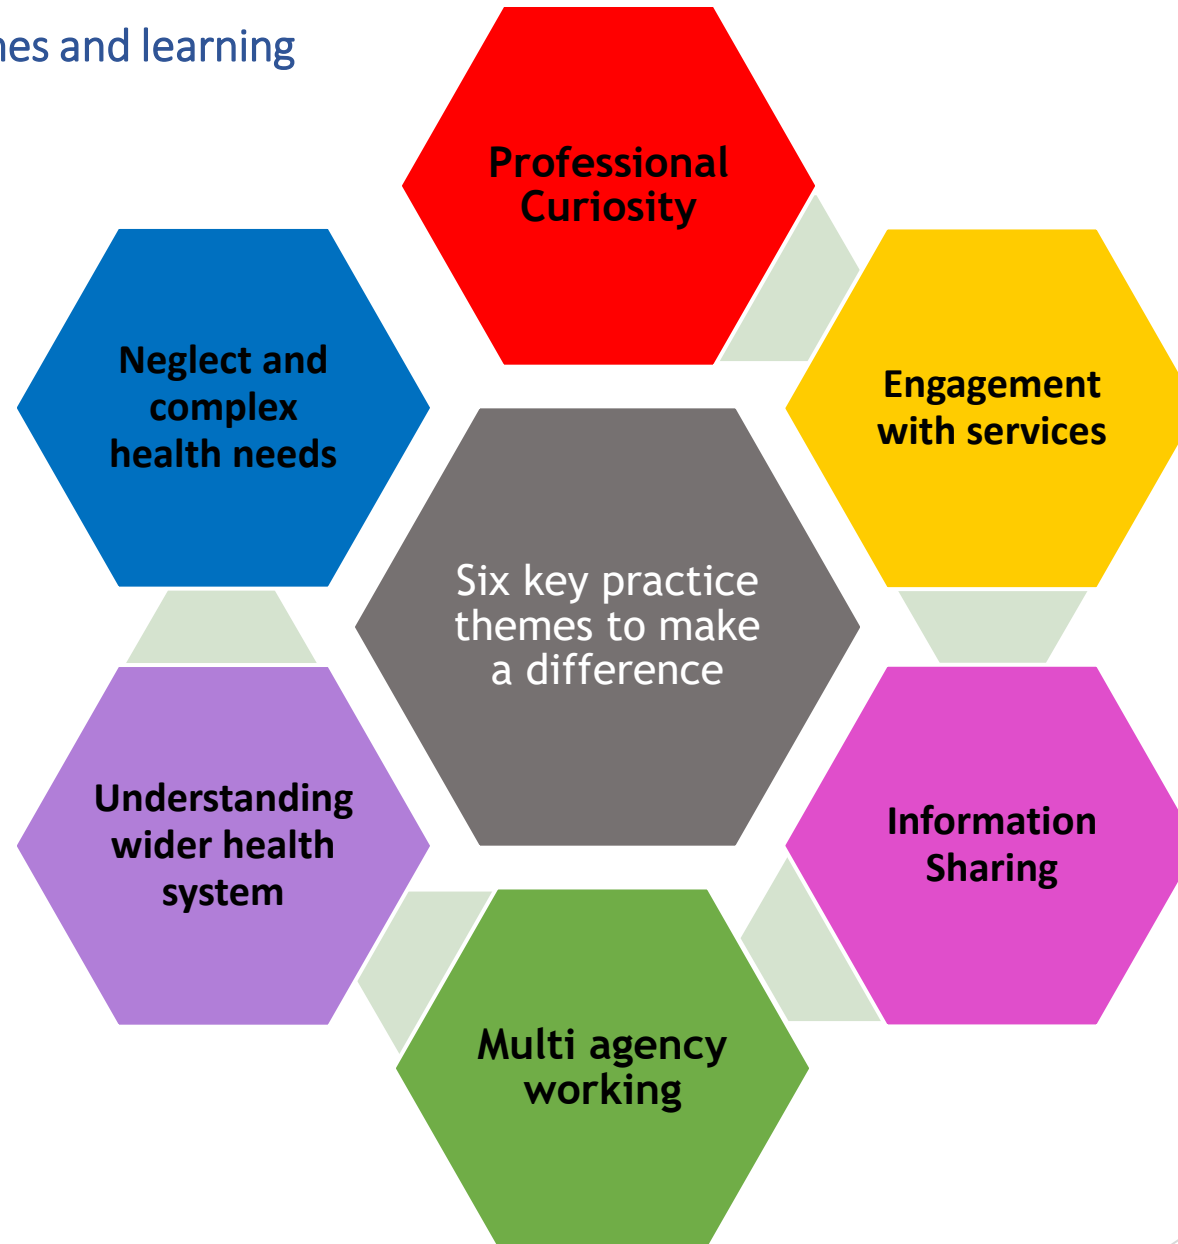 and learning
Professional
Curiosity
Neglect and
complex
health needs
Engagement
with services
Six key practice
themes to make
a difference
Understanding
wider health
system
Information
Sharing
Multi agency
working